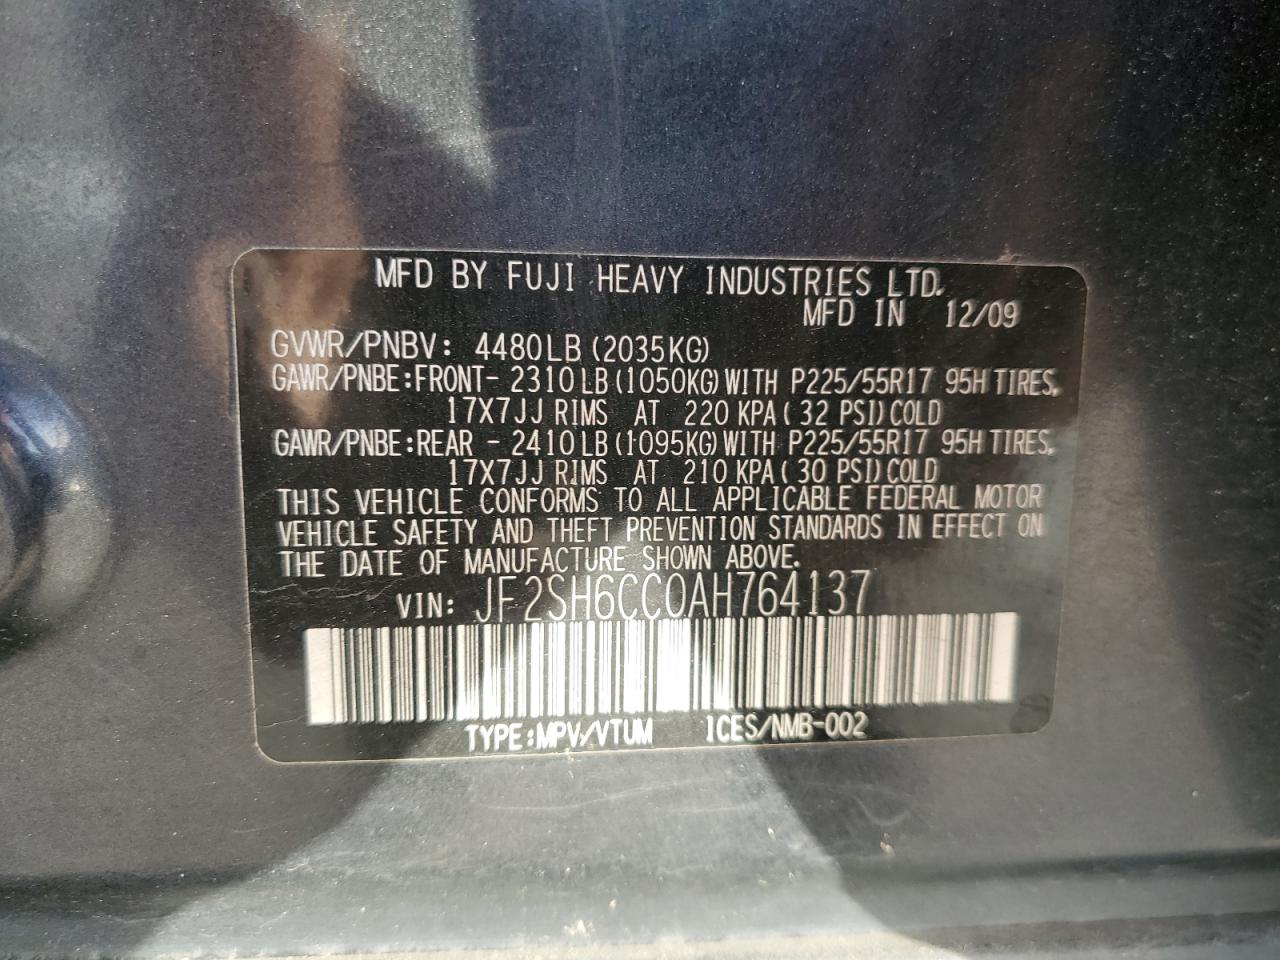 MFD BY FUJI HEAVY INDUSTRIES LTD.
MFD IN 12/09
GVWR/PNBV: 4480LB (2035KG)
GAWR/PNBE:FRONT- 2310LB(1050KG)WITH P225/55R17 95H TIRES,
17X7JJ RIMS AT 220 KPA( 32 PSI)COLD
GAWR/PNBE:REAR - 2410LB(1095KG)WITH P225/55R17 95H TIRES,
17X7JJ RIMS AT 210 KPA( 30 PSI)COLD
THIS VEHICLE CONFORMS TO ALL APPLICABLE FEDERAL MOTOR
VEHICLE SAFETY AND THEFT PREVENTION STANDARDS IN EFFECT ON
THE DATE OF MANUFACTURE SHOWN ABOVE.
VIN: JF2SH6CC0AH764137
TYPE:MPV/VTUM ICES/NMB-002